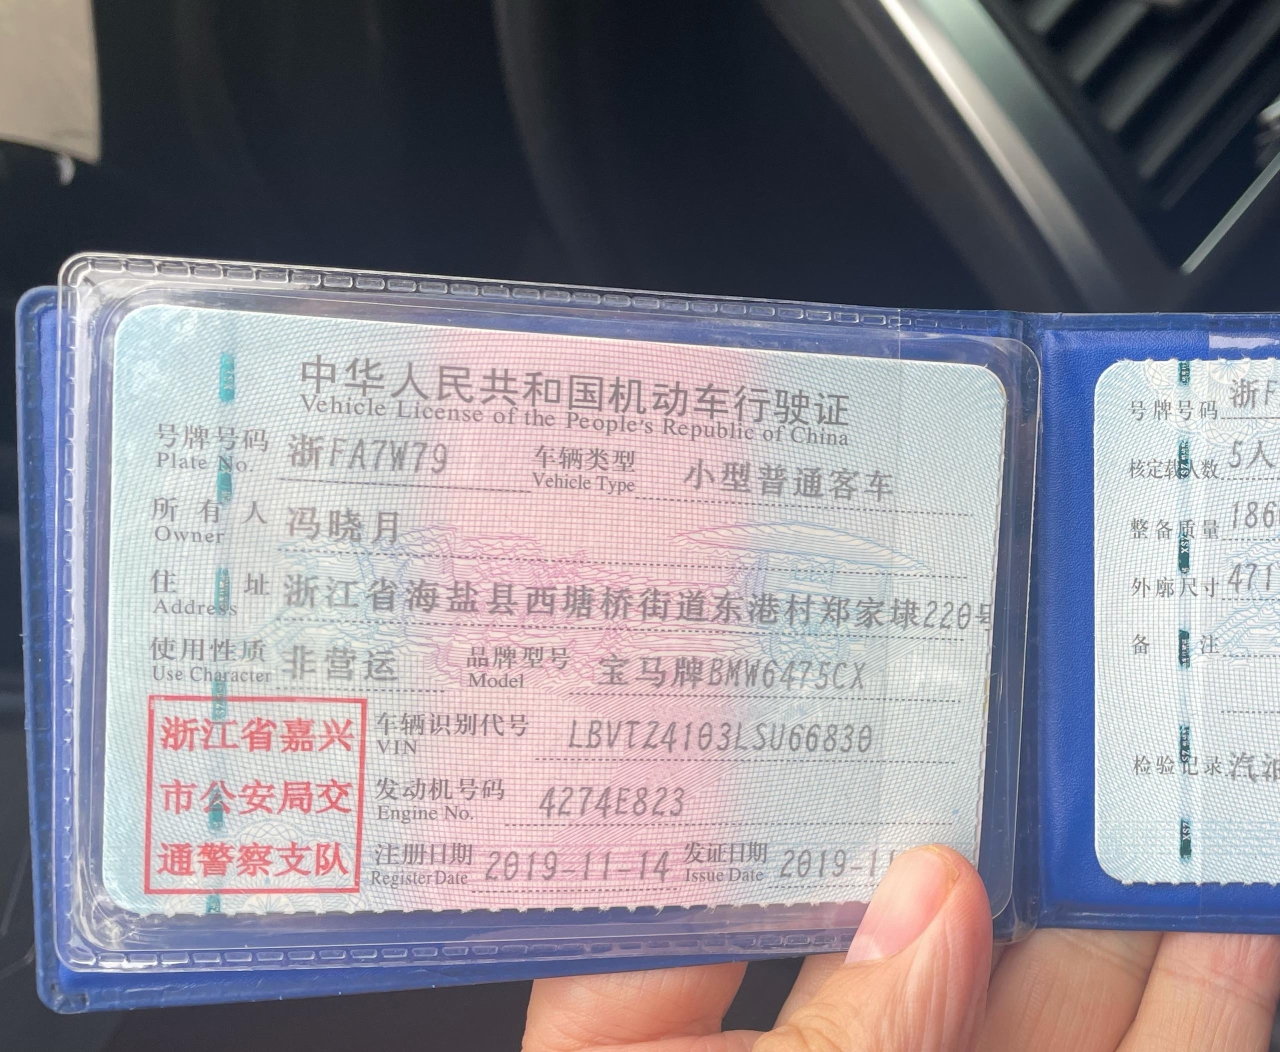 中华人民共和国机动车行驶证
Vehicle License of the People's Republic of China
号牌号码 浙FA7W79 车辆类型 小型普通客车
Plate No. Vehicle Type
所有人 冯晓月
Owner
住址 浙江省海盐县西塘桥街道东港村郑家埭220号
Address
使用性质 非营运 品牌型号 宝马牌BMW6475CX
Use Character Model
浙江省嘉兴
市公安局交
通警察支队
车辆识别代号 LBVTZ4103LSU66830
VIN
发动机号码 4274E823
Engine No.
注册日期 2019-11-14 发证日期 2019-1
Register Date Issue Date
号牌号码 浙F
核定载人数 5人
整备质量 186
外廓尺寸 471
备注
检验记录 汽油